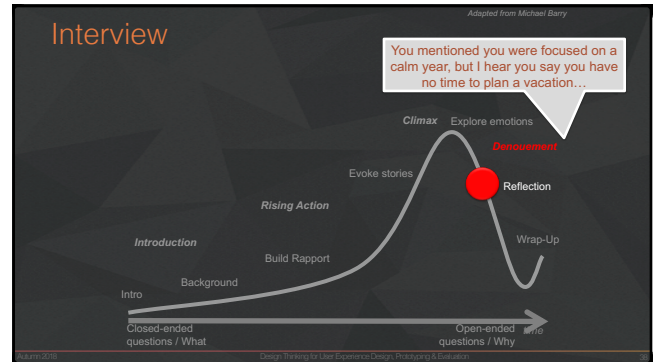 Adapted from Michael Barry
Interview
You mentioned you were focused on a
calm year, but I hear you say you have
no time to plan a vacation…
Climax
Explore emotions
Denouement
Evoke stories
Reflection
Rising Action
Introduction
Wrap-Up
Build Rapport
Background
Intro
Closed-ended
questions / What
Open-ended
questions / Why
time
Autumn 2018
Design Thinking for User Experience Design, Prototyping & Evaluation